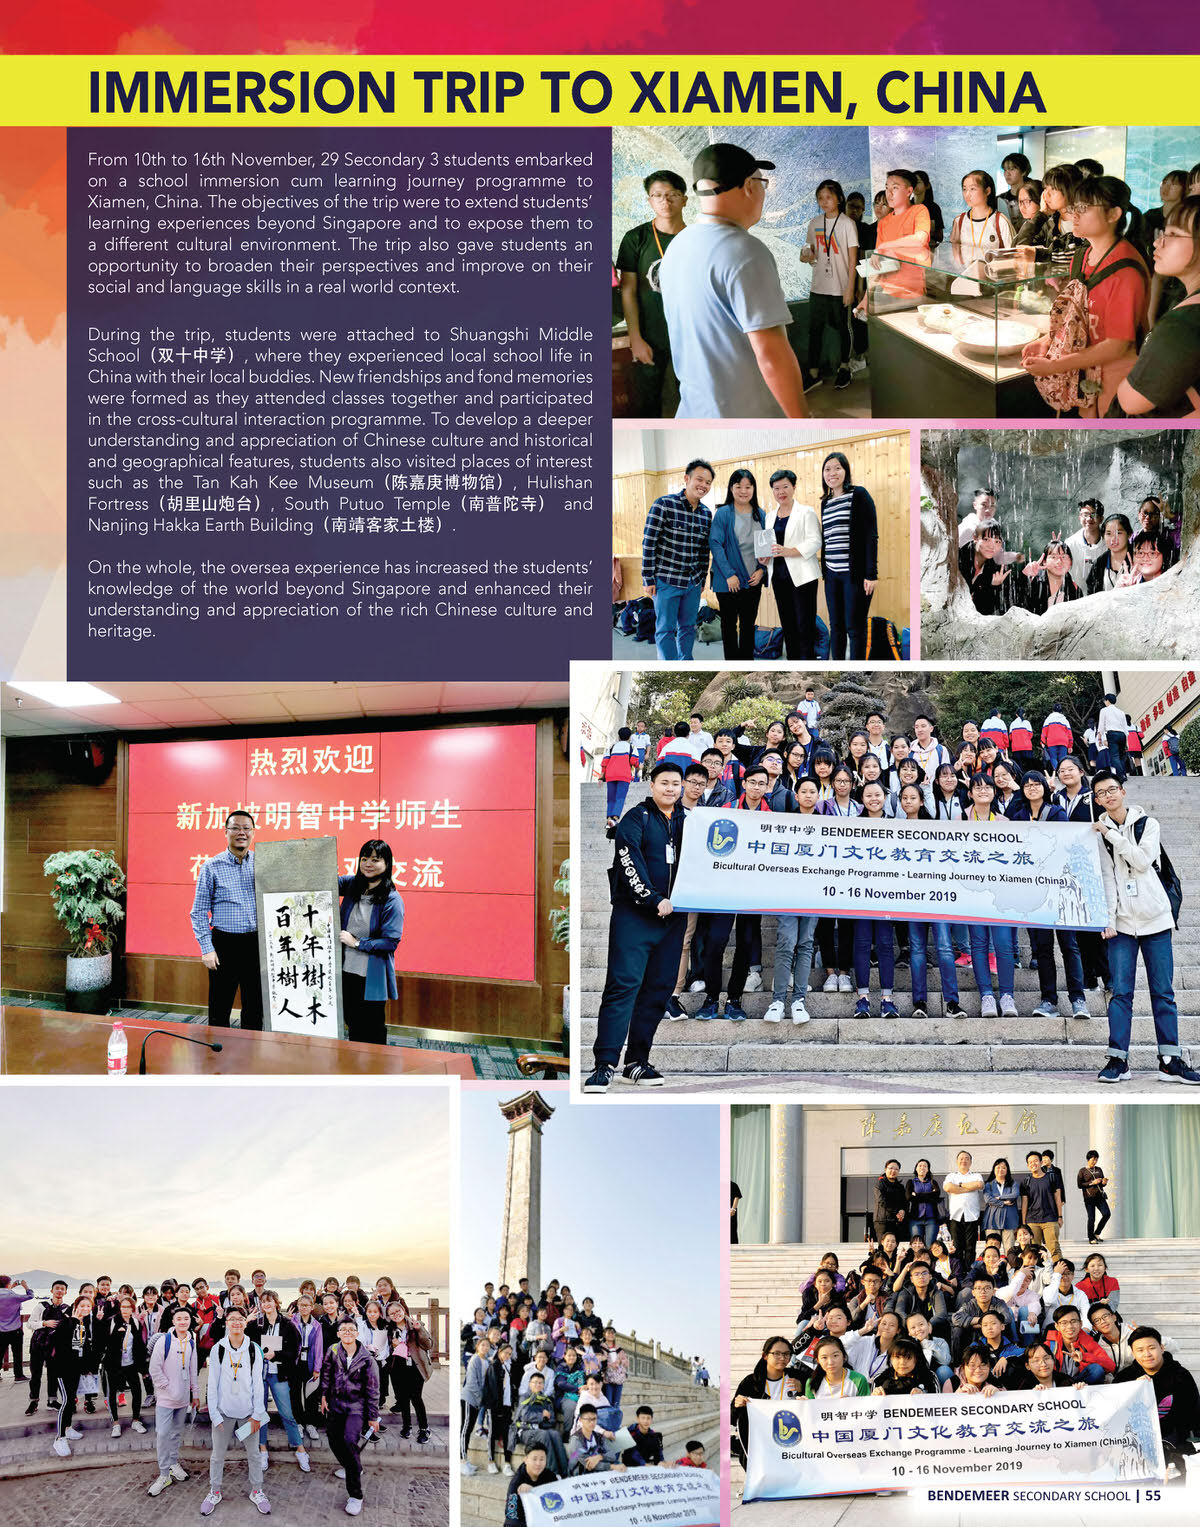 IMMERSION TRIP TO XIAMEN, CHINA
From 10th to 16th November, 29 Secondary 3 students embarked
on a school immersion cum learning journey programme to
Xiamen, China. The objectives of the trip were to extend students’
learning experiences beyond Singapore and to expose them to
a different cultural environment. The trip also gave students an
opportunity to broaden their perspectives and improve on their
social and language skills in a real world context.
During the trip, students were attached to Shuangshi Middle
School（双十中学）, where they experienced local school life in
China with their local buddies. New friendships and fond memories
were formed as they attended classes together and participated
in the cross-cultural interaction programme. To develop a deeper
understanding and appreciation of Chinese culture and historical
and geographical features, students also visited places of interest
such as the Tan Kah Kee Museum（陈嘉庚博物馆）, Hulishan
Fortress（胡里山炮台）, South Putuo Temple（南普陀寺） and
Nanjing Hakka Earth Building（南靖客家土楼）.
On the whole, the oversea experience has increased the students’
knowledge of the world beyond Singapore and enhanced their
understanding and appreciation of the rich Chinese culture and
heritage.
热烈欢迎
新加坡明智中学师生
交流
十年樹木
百年樹人
明智中学 BENDEMEER SECONDARY SCHOOL
中国厦门文化教育交流之旅
Bicultural Overseas Exchange Programme - Learning Journey to Xiamen (China)
10 - 16 November 2019
明智中学 BENDEMEER SECONDARY SCHOOL
中国厦门文化教育交流之旅
Bicultural Overseas Exchange Programme - Learning Journey to Xiamen
10 - 16 November 2019
陈嘉庚纪念馆
明智中学 BENDEMEER SECONDARY SCHOOL
中国厦门文化教育交流之旅
Bicultural Overseas Exchange Programme - Learning Journey to Xiamen (China)
10 - 16 November 2019
BENDEMEER SECONDARY SCHOOL | 55